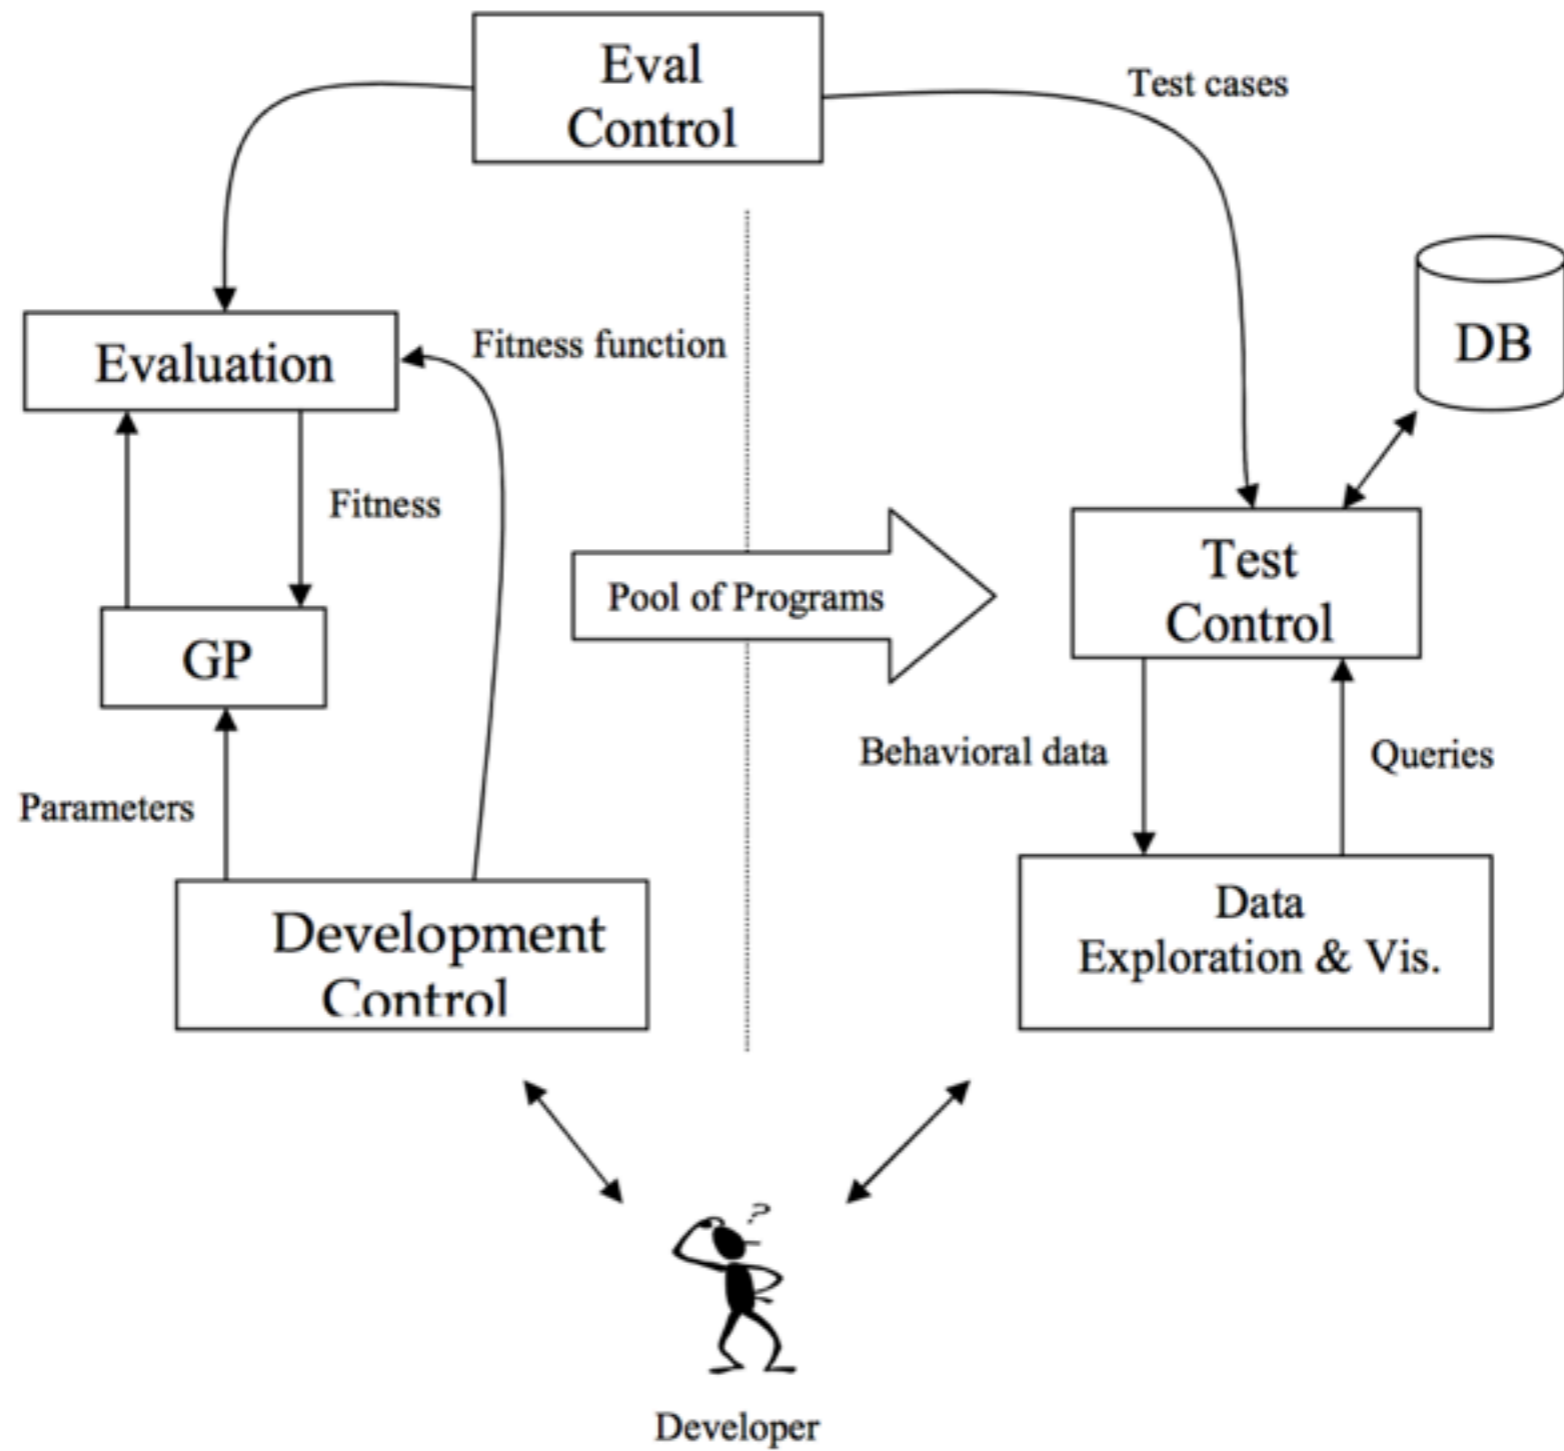 Eval
Control
Test cases
Evaluation
Fitness function
DB
Fitness
Test
Control
Pool of Programs
GP
Behavioral data
Queries
Parameters
Data
Exploration & Vis.
Development
Control
?
Developer